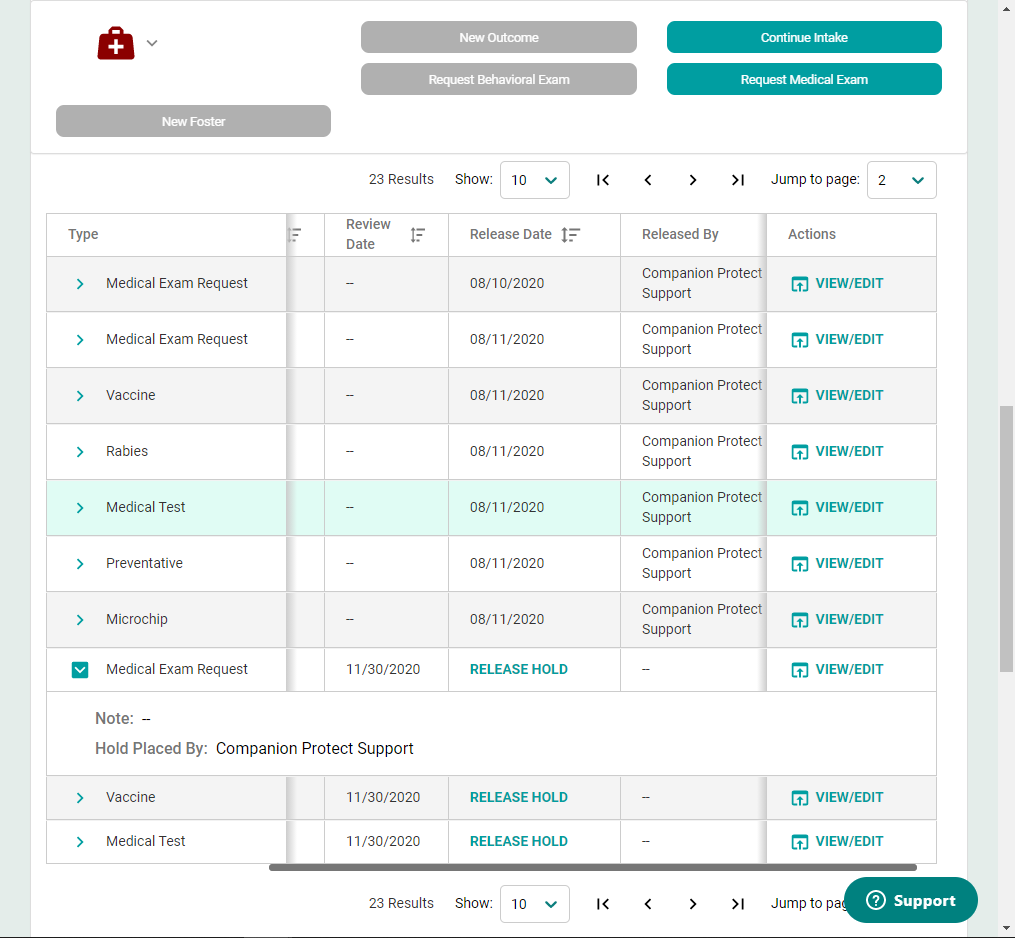 New Outcome
Continue Intake
Request Behavioral Exam
Request Medical Exam
New Foster
23 Results Show: 10 Jump to page: 2
Type Review Date Release Date Released By Actions
Medical Exam Request -- 08/10/2020 Companion Protect Support VIEW/EDIT
Medical Exam Request -- 08/11/2020 Companion Protect Support VIEW/EDIT
Vaccine -- 08/11/2020 Companion Protect Support VIEW/EDIT
Rabies -- 08/11/2020 Companion Protect Support VIEW/EDIT
Medical Test -- 08/11/2020 Companion Protect Support VIEW/EDIT
Preventative -- 08/11/2020 Companion Protect Support VIEW/EDIT
Microchip -- 08/11/2020 Companion Protect Support VIEW/EDIT
Medical Exam Request 11/30/2020 RELEASE HOLD -- VIEW/EDIT
Note: --
Hold Placed By: Companion Protect Support
Vaccine 11/30/2020 RELEASE HOLD -- VIEW/EDIT
Medical Test 11/30/2020 RELEASE HOLD -- VIEW/EDIT
23 Results Show: 10 Jump to pag
Support